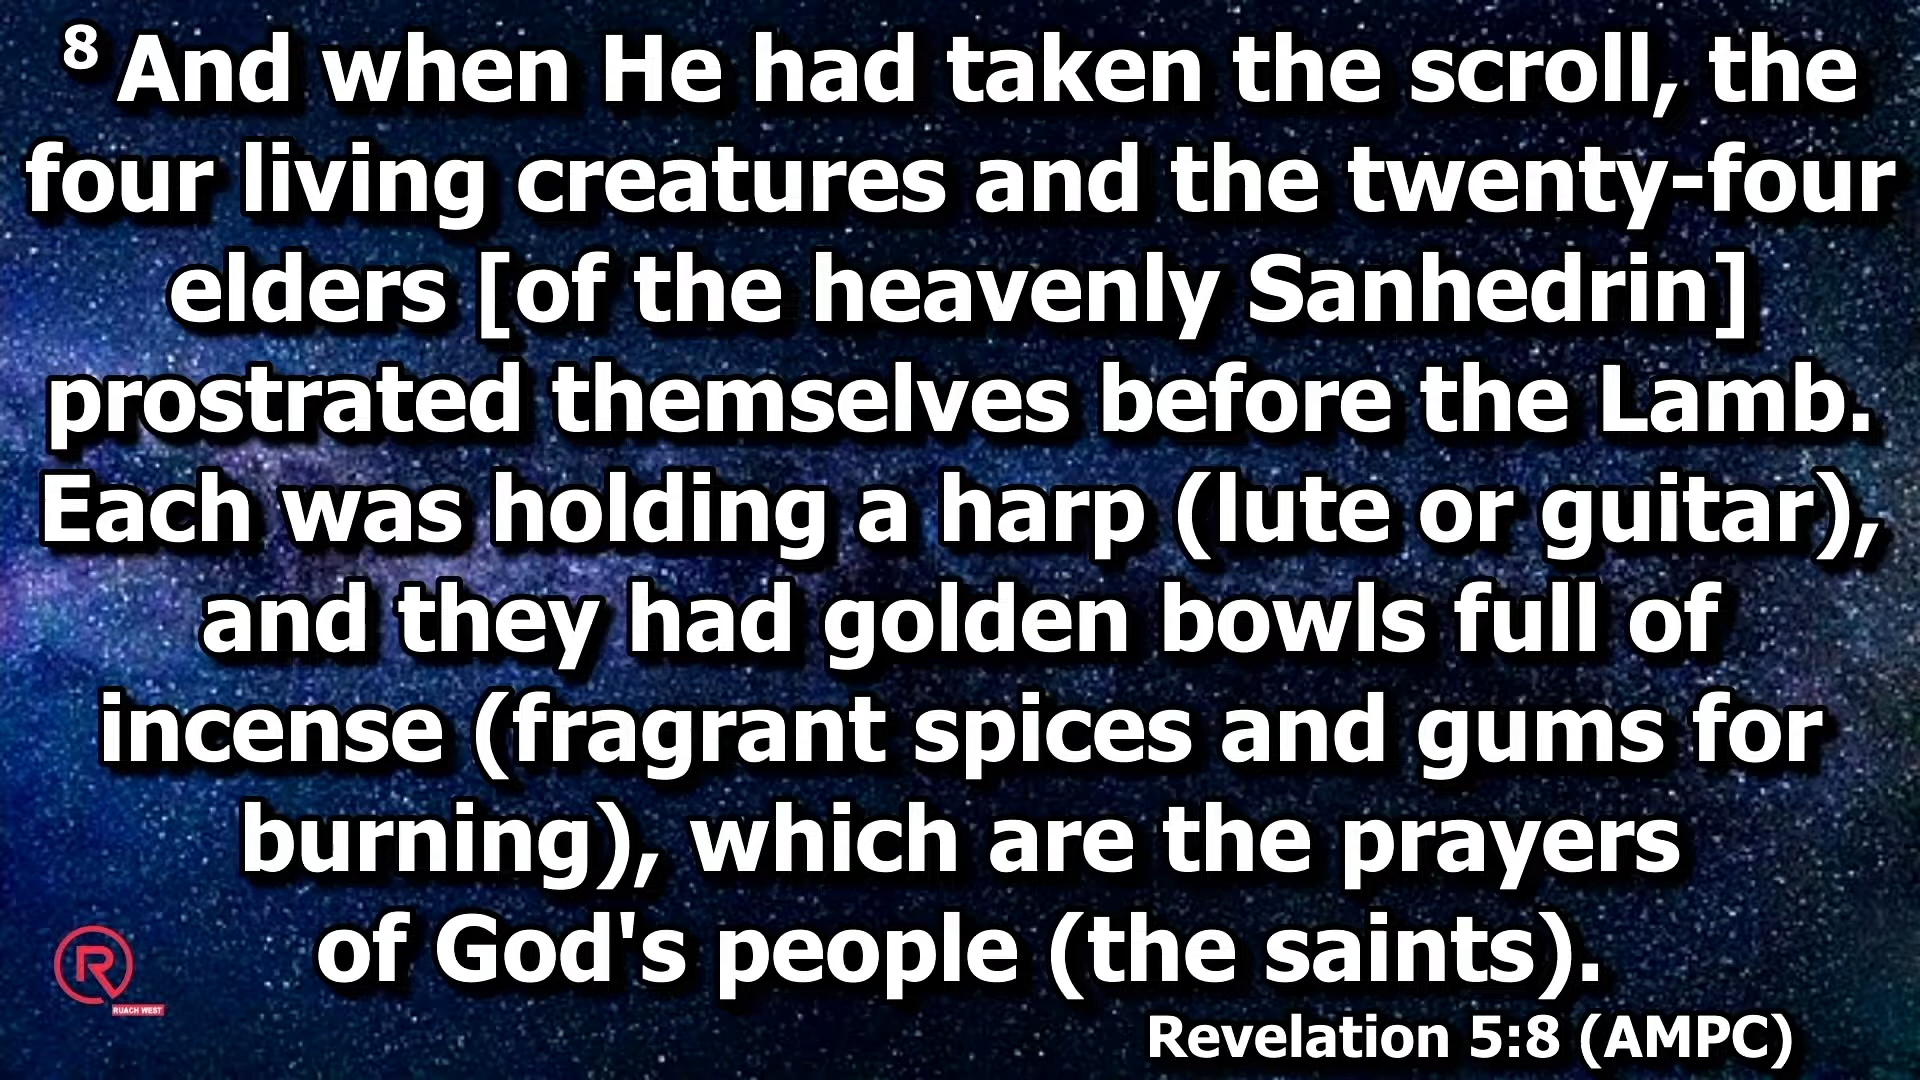 8 And when He had taken the scroll, the
four living creatures and the twenty-four
elders [of the heavenly Sanhedrin]
prostrated themselves before the Lamb.
Each was holding a harp (lute or guitar),
and they had golden bowls full of
incense (fragrant spices and gums for
burning), which are the prayers
of God's people (the saints).
Revelation 5:8 (AMPC)
R
RUACH WEST